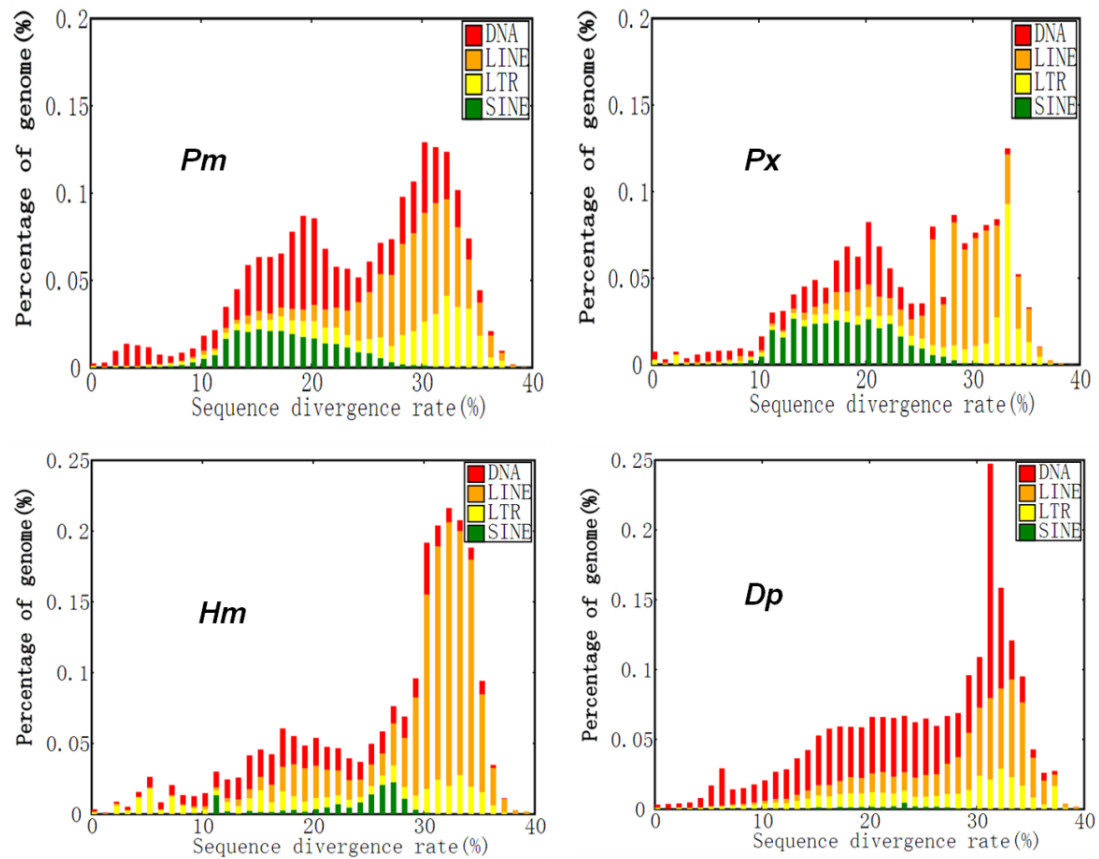 Percentage of genome(%)
0.2
0.15
0.1
0.05
0
DNA
LINE
LTR
SINE
Pm
0 10 20 30 40
Sequence divergence rate(%)
Percentage of genome(%)
0.2
0.15
0.1
0.05
0
DNA
LINE
LTR
SINE
Px
0 10 20 30 40
Sequence divergence rate(%)
Percentage of genome(%)
0.25
0.2
0.15
0.1
0.05
0
DNA
LINE
LTR
SINE
Hm
0 10 20 30 40
Sequence divergence rate(%)
Percentage of genome(%)
0.25
0.2
0.15
0.1
0.05
0
DNA
LINE
LTR
SINE
Dp
0 10 20 30 40
Sequence divergence rate(%)